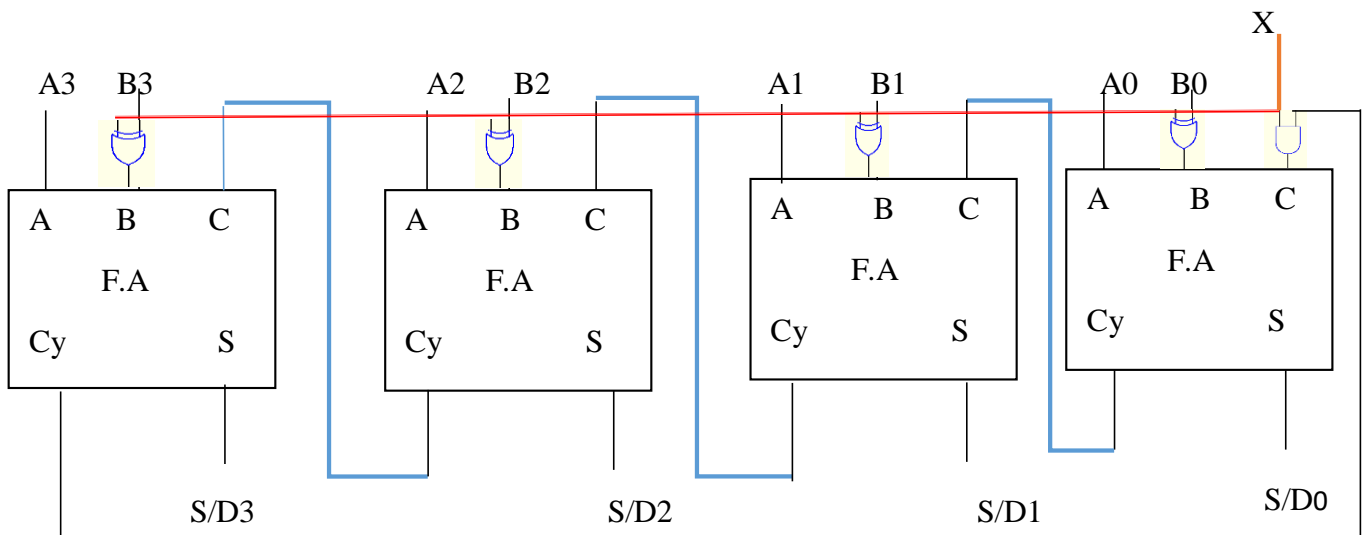 X
A3 B3 A2 B2 A1 B1 A0 B0
A B C A B C A B C A B C
F.A F.A F.A F.A
Cy S Cy S Cy S Cy S
S/D3 S/D2 S/D1 S/D0